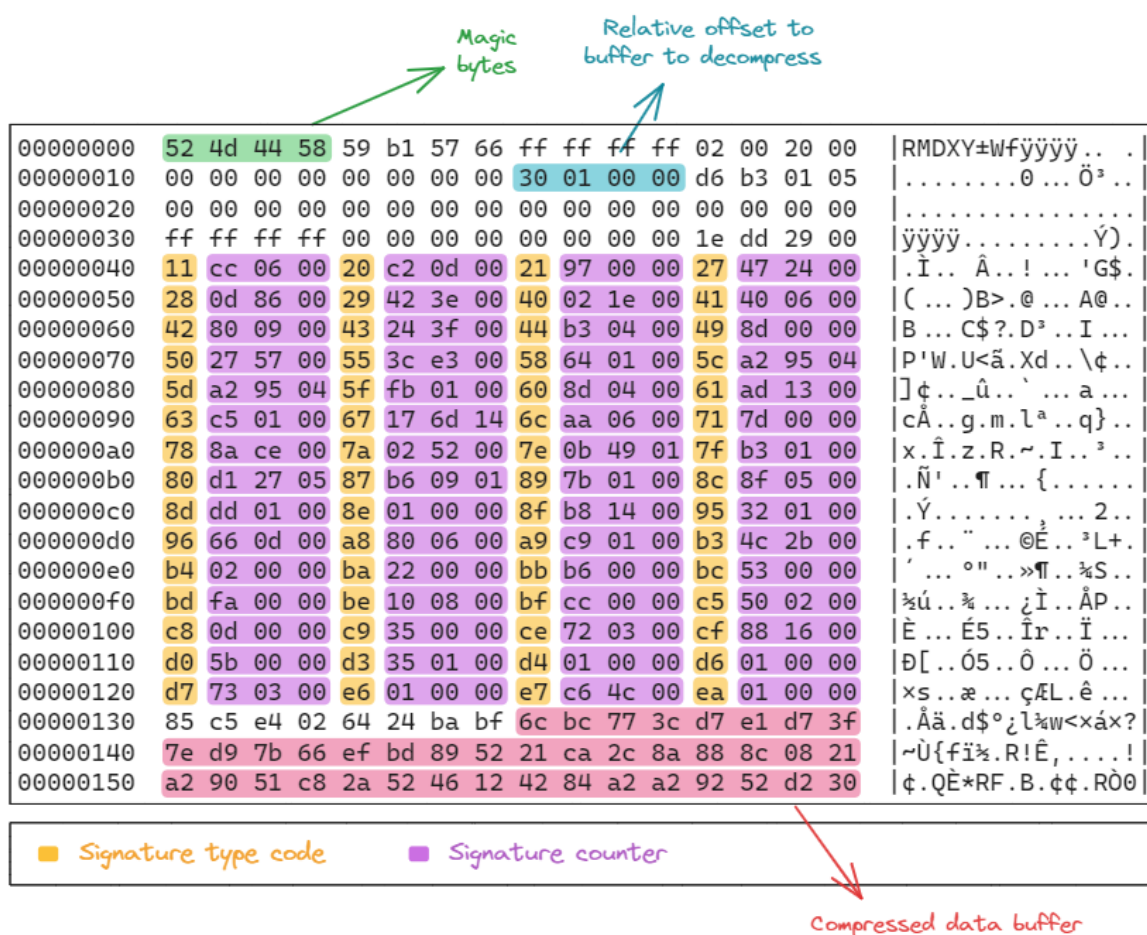 Magic
bytes
Relative offset to
buffer to decompress
00000000 52 4d 44 58 59 b1 57 66 ff ff ff ff 02 00 20 00 |RMDXY±Wfÿÿÿÿ.. .|
00000010 00 00 00 00 00 00 00 00 30 01 00 00 d6 b3 01 05 |........0...Ö³..|
00000020 00 00 00 00 00 00 00 00 00 00 00 00 00 00 00 00 |................|
00000030 ff ff ff ff 00 00 00 00 00 00 00 00 1e dd 29 00 |ÿÿÿÿ.........Ý).|
00000040 11 cc 06 00 20 c2 0d 00 21 97 00 00 27 47 24 00 |.Ì.. Â..!...'G$.|
00000050 28 0d 86 00 29 42 3e 00 40 02 1e 00 41 40 06 00 |(...)B>.@...A@..|
00000060 42 80 09 00 43 24 3f 00 44 b3 04 00 49 8d 00 00 |B...C$?.D³..I...|
00000070 50 27 57 00 55 3c e3 00 58 64 01 00 5c a2 95 04 |P'W.U<ã.Xd..\¢..|
00000080 5d a2 95 04 5f fb 01 00 60 8d 04 00 61 ad 13 00 |]¢.._û..`...a...|
00000090 63 c5 01 00 67 17 6d 14 6c aa 06 00 71 7d 00 00 |cÅ..g.m.lª..q}..|
000000a0 78 8a ce 00 7a 02 52 00 7e 0b 49 01 7f b3 01 00 |x.Î.z.R.~.I..³..|
000000b0 80 d1 27 05 87 b6 09 01 89 7b 01 00 8c 8f 05 00 |.Ñ'..¶...{......|
000000c0 8d dd 01 00 8e 01 00 00 8f b8 14 00 95 32 01 00 |.Ý.......¸...2..|
000000d0 96 66 0d 00 a8 80 06 00 a9 c9 01 00 b3 4c 2b 00 |.f..¨...©É..³L+.|
000000e0 b4 02 00 00 ba 22 00 00 bb b6 00 00 bc 53 00 00 |´...º"..»¶..¼S..|
000000f0 bd fa 00 00 be 10 08 00 bf cc 00 00 c5 50 02 00 |½ú..¾...¿Ì..ÅP..|
00000100 c8 0d 00 00 c9 35 00 00 ce 72 03 00 cf 88 16 00 |È...É5..Îr..Ï...|
00000110 d0 5b 00 00 d3 35 01 00 d4 01 00 00 d6 01 00 00 |Ð[..Ó5..Ô...Ö...|
00000120 d7 73 03 00 e6 01 00 00 e7 c6 4c 00 ea 01 00 00 |×s..æ...çÆL.ê...|
00000130 85 c5 e4 02 64 24 ba bf 6c bc 77 3c d7 e1 d7 3f |.Åä.d$º¿l¼w<×á×?|
00000140 7e d9 7b 66 ef bd 89 52 21 ca 2c 8a 88 8c 08 21 |~Ù{fï½.R!Ê,....!|
00000150 a2 90 51 c8 2a 52 46 12 42 84 a2 a2 92 52 d2 30 |¢.QÈ*RF.B.¢¢.RÒ0|
Signature type code
Signature counter
Compressed data buffer